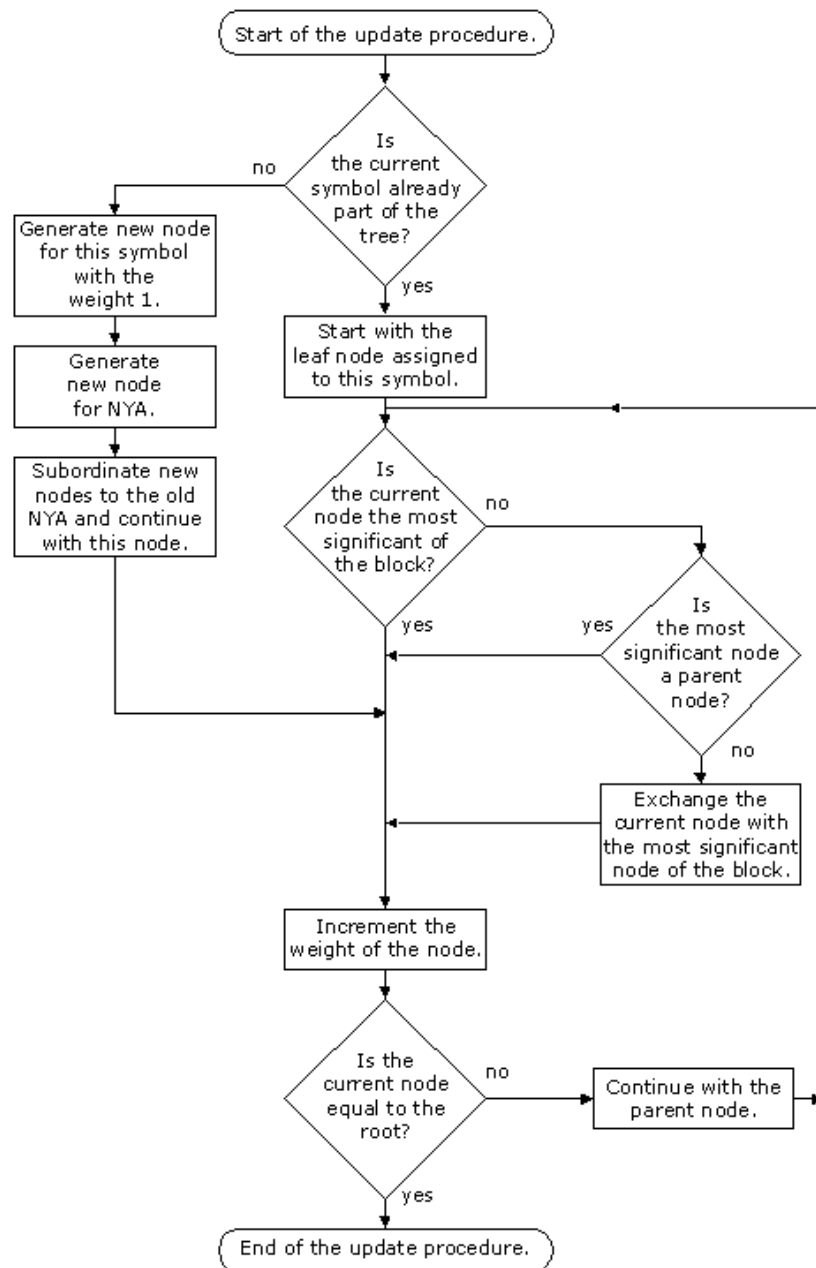 Start of the update procedure.
Is
the current
symbol already
part of the
tree?
no
yes
Generate new node
for this symbol
with the
weight 1.
Start with the
leaf node assigned
to this symbol.
Generate
new node
for NYA.
Subordinate new
nodes to the old
NYA and continue
with this node.
Is
the current
node the most
significant of
the block?
no
yes
Is
the most
significant node
a parent
node?
yes
no
Exchange the
current node with
the most significant
node of the block.
Increment the
weight of the node.
Is the
current node
equal to the
root?
no
Continue with the
parent node.
yes
End of the update procedure.